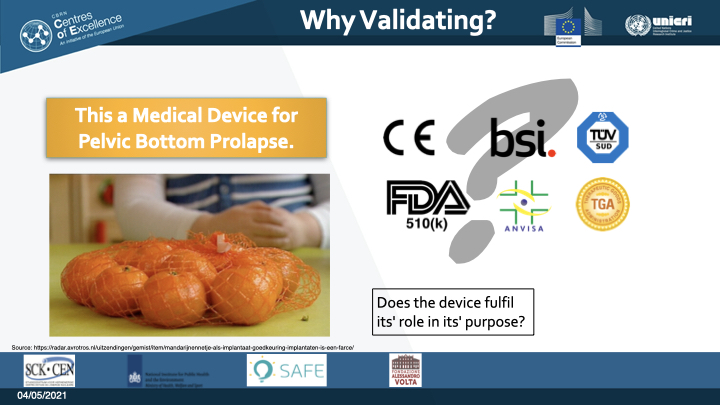 CBRN
Centres
of Excellence
An initiative of the European Union
Why Validating?
European
Commission
unicri
United Nations
Interregional Crime and Justice
Research Institute
This a Medical Device for
Pelvic Bottom Prolapse.
CE
bsi.
TÜV
SUD
FDA
510(k)
ANVISA
TGA
?
Does the device fulfil
its' role in its' purpose?
Source: https://radar.avrotros.nl/uitzendingen/gemist/item/mandarijnennetje-als-implantaat-goedkeuring-implantaten-is-een-farce/
SCK•CEN
National Institute for Public Health
and the Environment
Ministry of Health, Welfare and Sport
SAFE
FONDAZIONE
ALESSANDRO
VOLTA
04/05/2021